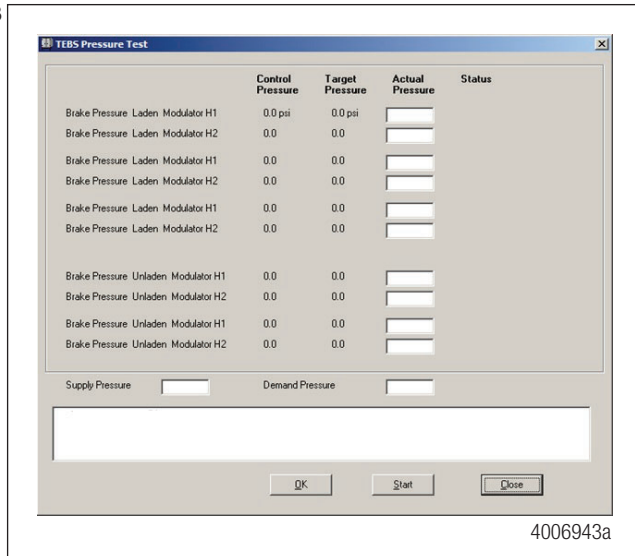 TEBS Pressure Test
Control Pressure Target Pressure Actual Pressure Status
Brake Pressure Laden Modulator H1 0.0 psi 0.0 psi
Brake Pressure Laden Modulator H2 0.0 0.0
Brake Pressure Laden Modulator H1 0.0 0.0
Brake Pressure Laden Modulator H2 0.0 0.0
Brake Pressure Laden Modulator H1 0.0 0.0
Brake Pressure Laden Modulator H2 0.0 0.0
Brake Pressure Unladen Modulator H1 0.0 0.0
Brake Pressure Unladen Modulator H2 0.0 0.0
Brake Pressure Unladen Modulator H1 0.0 0.0
Brake Pressure Unladen Modulator H2 0.0 0.0
Supply Pressure Demand Pressure
OK Start Close
4006943a